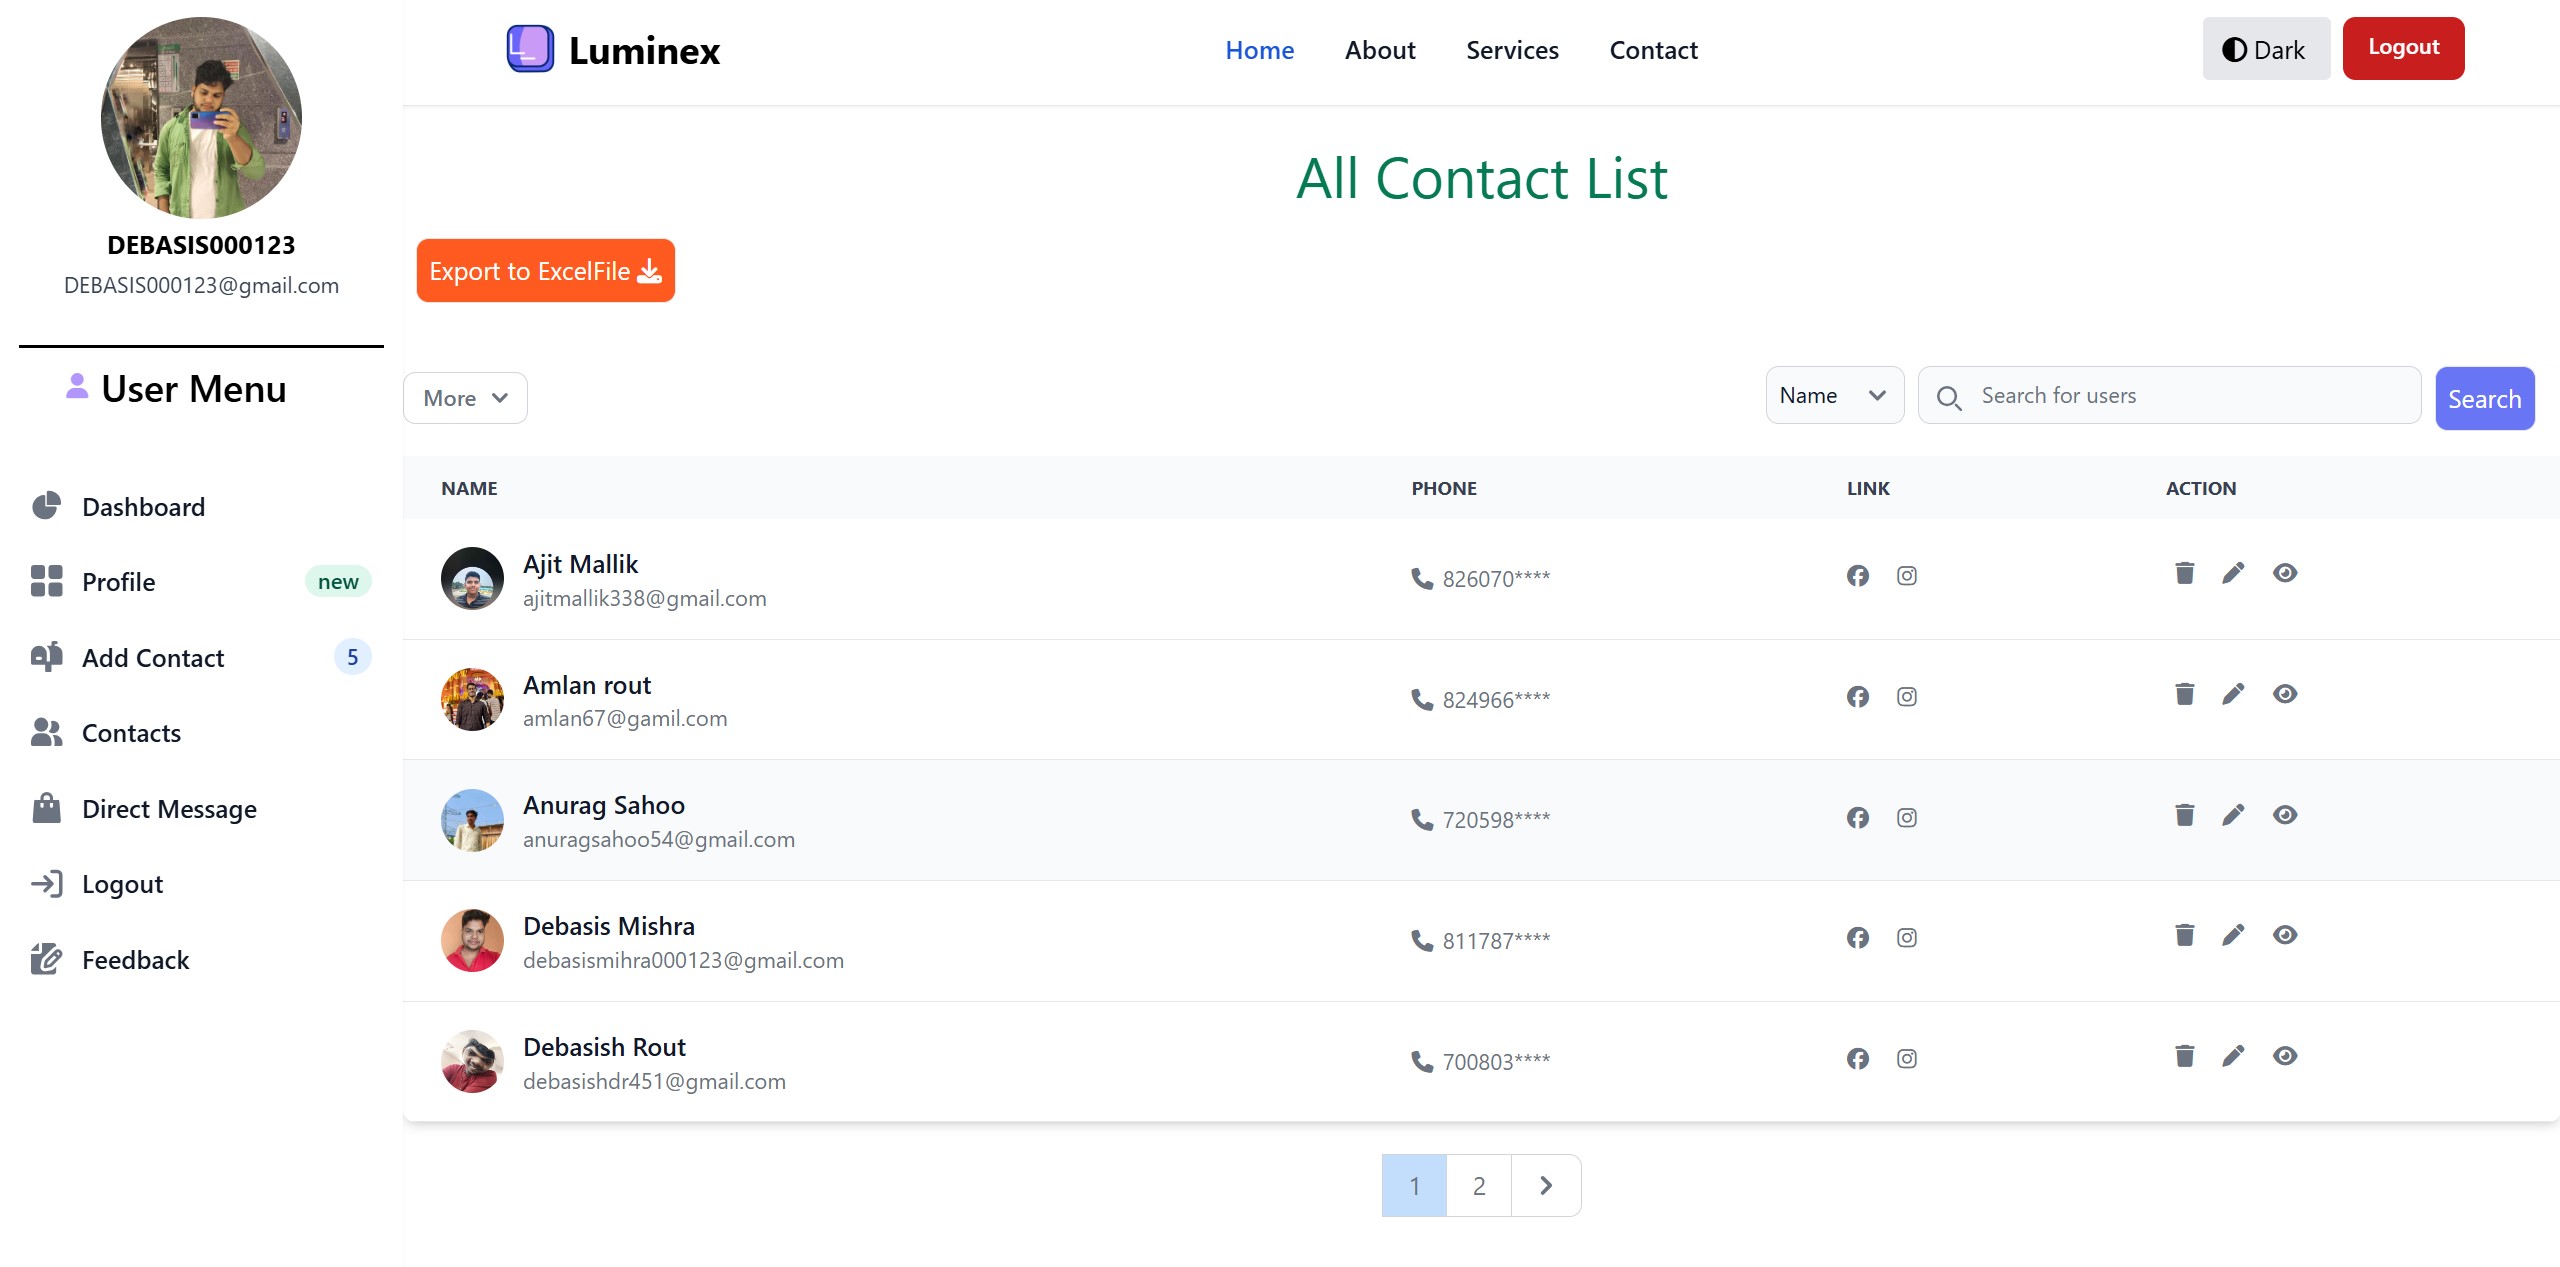 DEBASIS000123
DEBASIS000123@gmail.com
User Menu
Dashboard
Profile new
Add Contact 5
Contacts
Direct Message
Logout
Feedback
Luminex
Home About Services Contact
Dark Logout
All Contact List
Export to ExcelFile
More
Name Search for users Search
NAME PHONE LINK ACTION
Ajit Mallik
ajitmallik338@gmail.com
826070****
Amlan rout
amlan67@gamil.com
824966****
Anurag Sahoo
anuragsahoo54@gmail.com
720598****
Debasis Mishra
debasismihra000123@gmail.com
811787****
Debasish Rout
debasishdr451@gmail.com
700803****
1 2